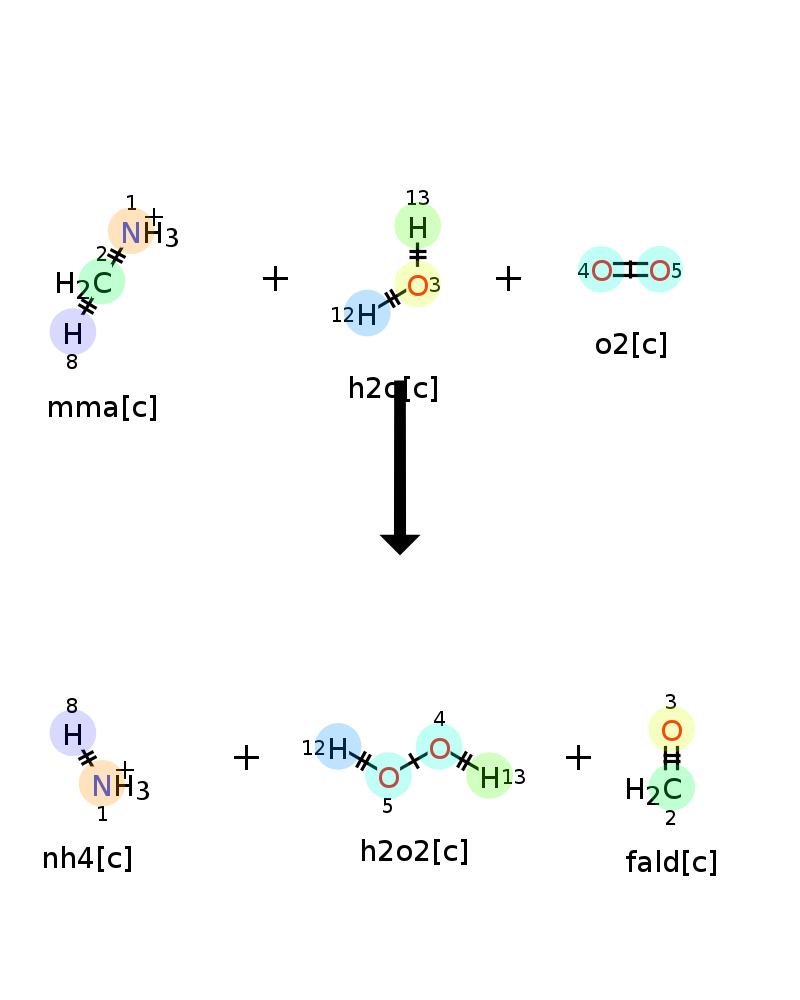 1
13
NH3+
H
2
H2C
+
O3
+
4O=O5
12H
H
8
o2[c]
h2o[c]
mma[c]
8
3
H
4
O
12H
+
O
+
NH3+
O
H13
H2C
1
5
2
nh4[c]
h2o2[c]
fald[c]